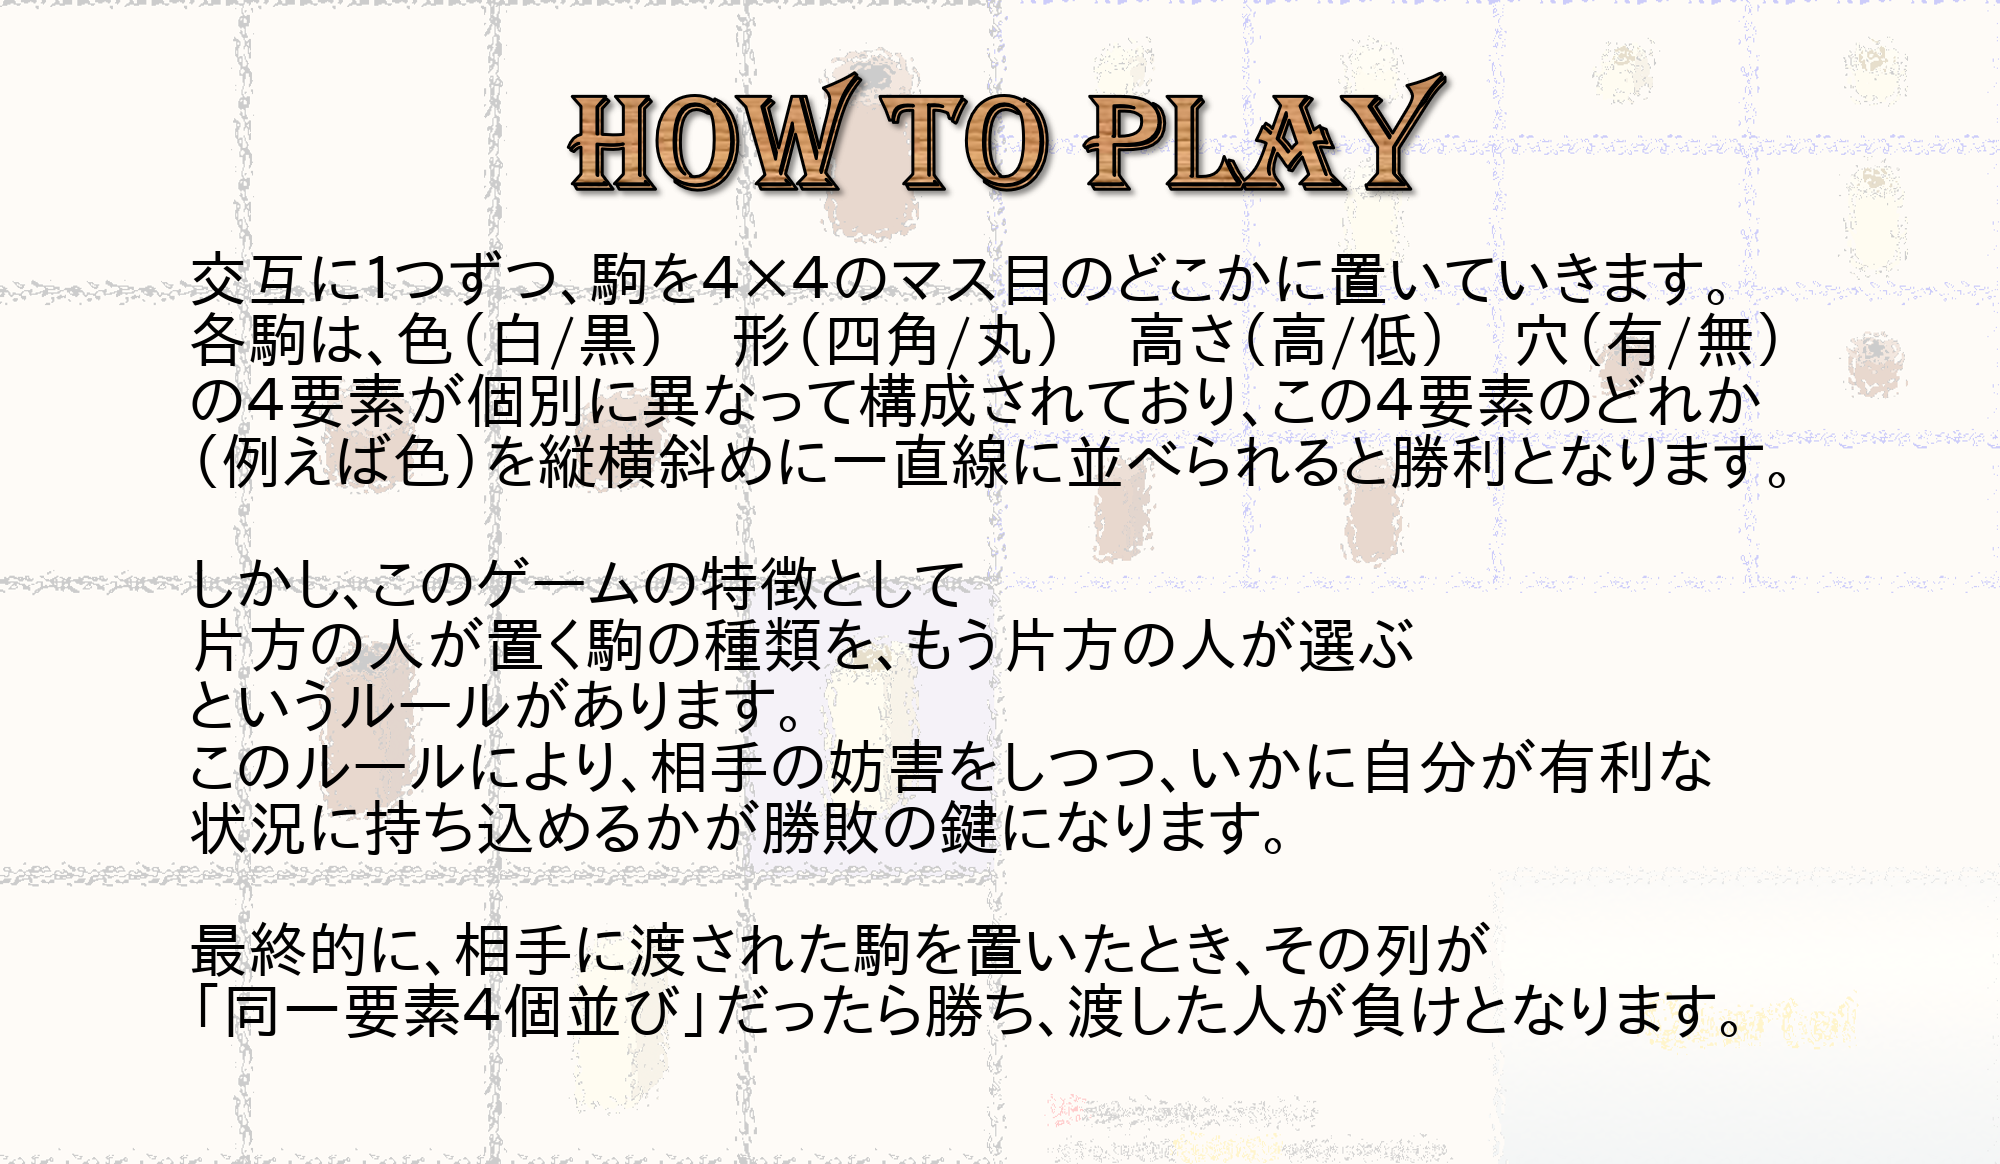 HOW TO PLAY
交互に1つずつ、駒を4×4のマス目のどこかに置いていきます。
各駒は、色（白/黒）　形（四角/丸）　高さ（高/低）　穴（有/無）
の4要素が個別に異なって構成されており、この4要素のどれか
（例えば色）を縦横斜めに一直線に並べられると勝利となります。
しかし、このゲームの特徴として
片方の人が置く駒の種類を、もう片方の人が選ぶ
というルールがあります。
このルールにより、相手の妨害をしつつ、いかに自分が有利な
状況に持ち込めるかが勝敗の鍵になります。
最終的に、相手に渡された駒を置いたとき、その列が
「同一要素4個並び」だったら勝ち、渡した人が負けとなります。